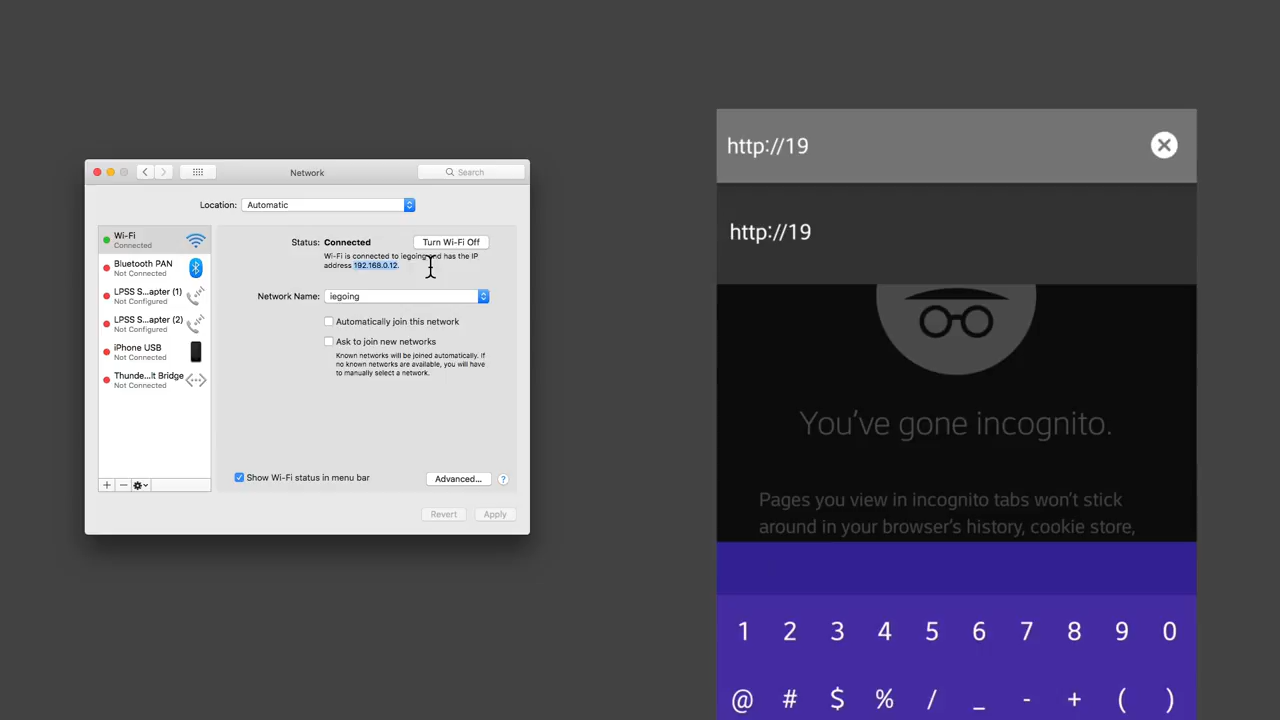 Network
Search
Location: Automatic
Wi-Fi
Connected
Bluetooth PAN
Not Connected
LPSS S...apter (1)
Not Configured
LPSS S...apter (2)
Not Configured
iPhone USB
Not Connected
Thunde...lt Bridge
Not Connected
Status: Connected
Turn Wi-Fi Off
Wi-Fi is connected to iegoing and has the IP
address 192.168.0.12.
Network Name: iegoing
Automatically join this network
Ask to join new networks
Known networks will be joined automatically. If
no known networks are available, you will have
to manually select a network.
Show Wi-Fi status in menu bar
Advanced...
?
Revert
Apply
http://19
http://19
You've gone incognito.
Pages you view in incognito tabs won't stick
around in your browser's history, cookie store,
1 2 3 4 5 6 7 8 9 0
@ # $ % / _ - + ( )